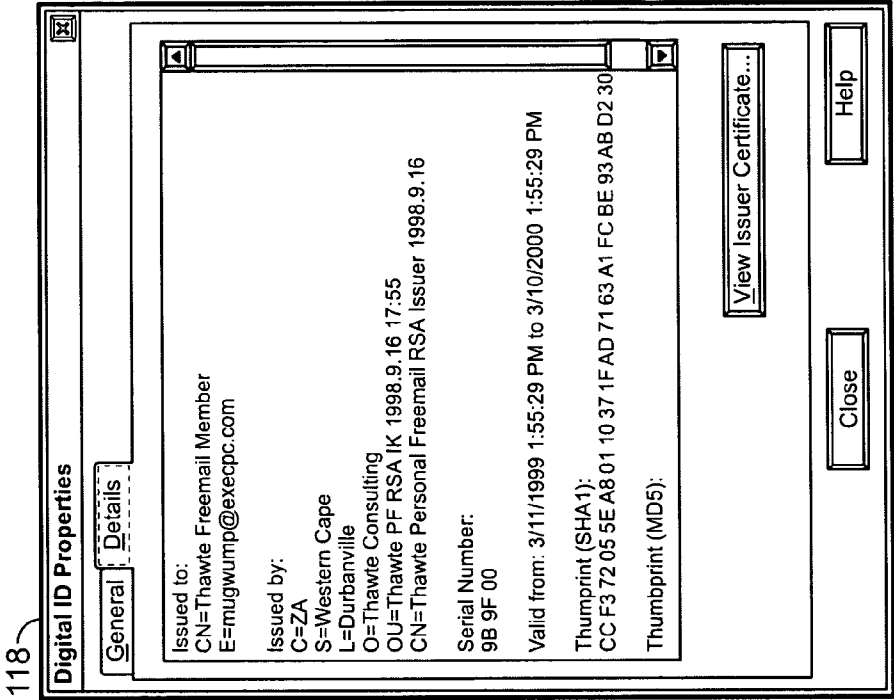 118
Digital ID Properties
General Details
Issued to:
CN=Thawte Freemail Member
E=mugwump@execpc.com
Issued by:
C=ZA
S=Western Cape
L=Durbanville
O=Thawte Consulting
OU=Thawte PF RSA IK 1998.9.16 17:55
CN=Thawte Personal Freemail RSA Issuer 1998.9.16
Serial Number:
9B 9F 00
Valid from: 3/11/1999 1:55:29 PM to 3/10/2000 1:55:29 PM
Thumprint (SHA1):
CC F3 72 05 5E A8 01 10 37 1F AD 71 63 A1 FC BE 93 AB D2 30
Thumbprint (MD5):
View Issuer Certificate...
Close Help